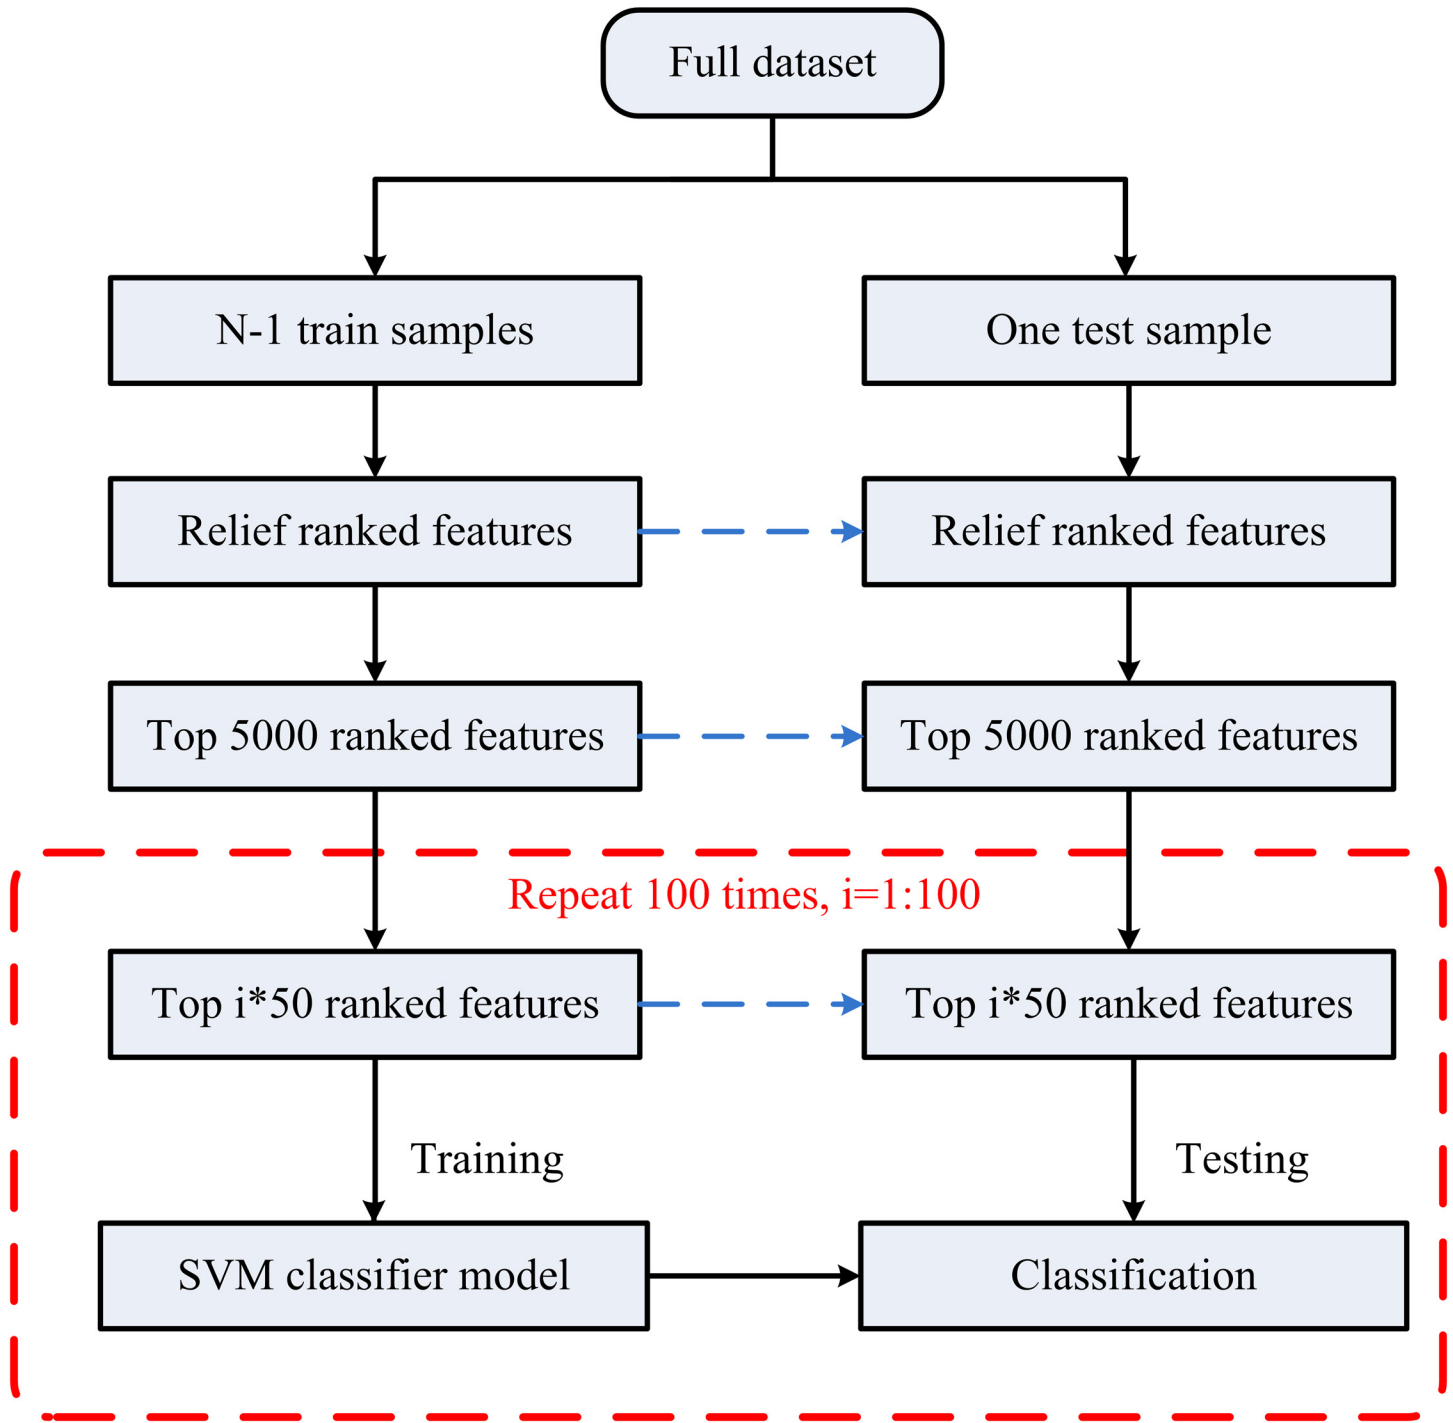 Full dataset
N-1 train samples
One test sample
Relief ranked features
Relief ranked features
Top 5000 ranked features
Top 5000 ranked features
Repeat 100 times, i=1:100
Top i*50 ranked features
Top i*50 ranked features
Training
Testing
SVM classifier model
Classification